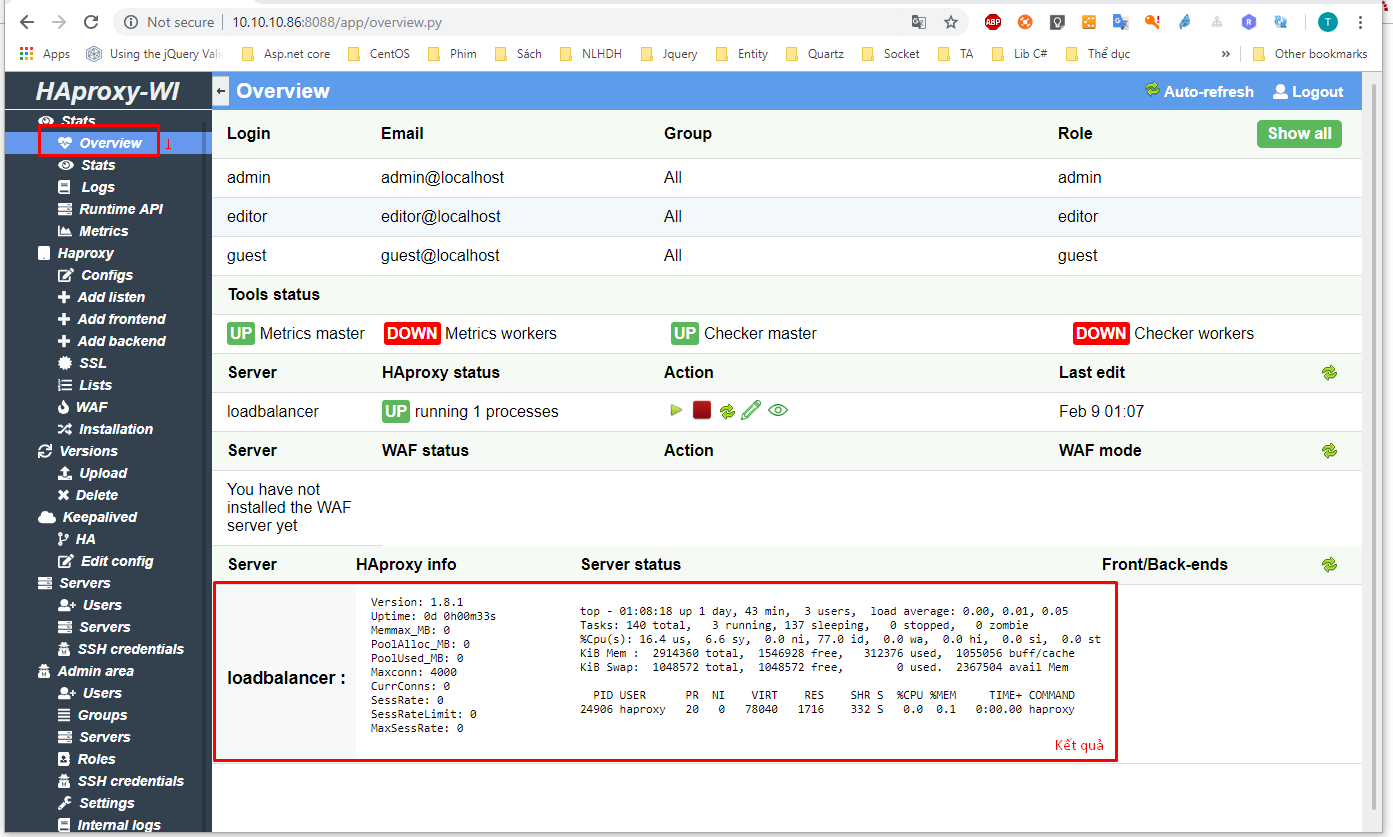 Not secure | 10.10.10.86:8088/app/overview.py
ABP
R
T
Apps
Using the jQuery Vali
Asp.net core
CentOS
Phim
Sách
NLHDH
Jquery
Entity
Quartz
Socket
TA
Lib C#
Thể dục
»
Other bookmarks
HAproxy-WI
Overview
Auto-refresh
Logout
Stats
Overview 1
Stats
Logs
Runtime API
Metrics
Haproxy
Configs
Add listen
Add frontend
Add backend
SSL
Lists
WAF
Installation
Versions
Upload
Delete
Keepalived
HA
Edit config
Servers
Users
Servers
SSH credentials
Admin area
Users
Groups
Servers
Roles
SSH credentials
Settings
Internal logs
Login Email Group Role Show all
admin admin@localhost All admin
editor editor@localhost All editor
guest guest@localhost All guest
Tools status
UP Metrics master DOWN Metrics workers UP Checker master DOWN Checker workers
Server HAproxy status Action Last edit
loadbalancer UP running 1 processes Feb 9 01:07
Server WAF status Action WAF mode
You have not
installed the WAF
server yet
Server HAproxy info Server status Front/Back-ends
loadbalancer :
Version: 1.8.1
Uptime: 0d 0h00m33s
Memmax_MB: 0
PoolAlloc_MB: 0
PoolUsed_MB: 0
Maxconn: 4000
CurrConns: 0
SessRate: 0
SessRateLimit: 0
MaxSessRate: 0
top - 01:08:18 up 1 day, 43 min, 3 users, load average: 0.00, 0.01, 0.05
Tasks: 140 total, 3 running, 137 sleeping, 0 stopped, 0 zombie
%Cpu(s): 16.4 us, 6.6 sy, 0.0 ni, 77.0 id, 0.0 wa, 0.0 hi, 0.0 si, 0.0 st
KiB Mem : 2914360 total, 1546928 free, 312376 used, 1055056 buff/cache
KiB Swap: 1048572 total, 1048572 free, 0 used. 2367504 avail Mem
PID USER PR NI VIRT RES SHR S %CPU %MEM TIME+ COMMAND
24906 haproxy 20 0 78040 1716 332 S 0.0 0.1 0:00.00 haproxy
Kết quả